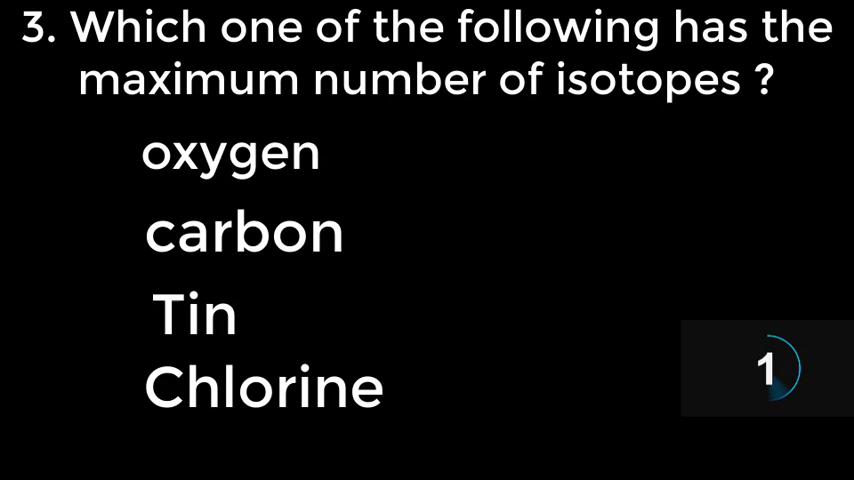 3. Which one of the following has the
maximum number of isotopes ?
oxygen
carbon
Tin
Chlorine
1